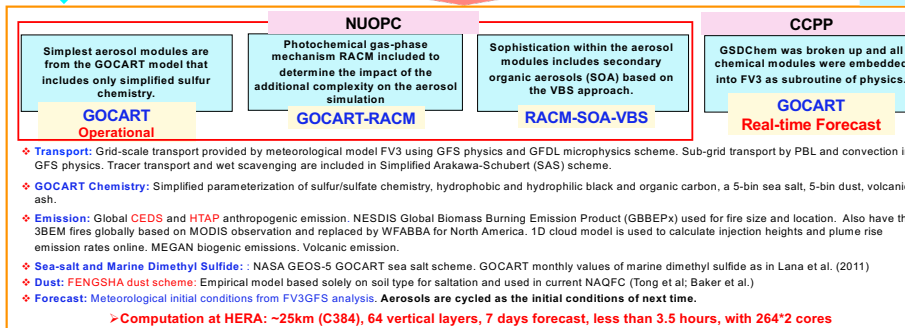 NUOPC
CCPP
Simplest aerosol modules are
from the GOCART model that
includes only simplified sulfur
chemistry.
GOCART
Operational
Photochemical gas-phase
mechanism RACM included to
determine the impact of the
additional complexity on the aerosol
simulation
GOCART-RACM
Sophistication within the aerosol
modules includes secondary
organic aerosols (SOA) based on
the VBS approach.
RACM-SOA-VBS
GSDChem was broken up and all
chemical modules were embedded
into FV3 as subroutine of physics.
GOCART
Real-time Forecast
❖ Transport: Grid-scale transport provided by meteorological model FV3 using GFS physics and GFDL microphysics scheme. Sub-grid transport by PBL and convection in
GFS physics. Tracer transport and wet scavenging are included in Simplified Arakawa-Schubert (SAS) scheme.
❖ GOCART Chemistry: Simplified parameterization of sulfur/sulfate chemistry, hydrophobic and hydrophilic black and organic carbon, a 5-bin sea salt, 5-bin dust, volcanic
ash.
❖ Emission: Global CEDS and HTAP anthropogenic emission. NESDIS Global Biomass Burning Emission Product (GBBEPx) used for fire size and location. Also have th
3BEM fires globally based on MODIS observation and replaced by WFABBA for North America. 1D cloud model is used to calculate injection heights and plume rise
emission rates online. MEGAN biogenic emissions. Volcanic emission.
❖ Sea-salt and Marine Dimethyl Sulfide: : NASA GEOS-5 GOCART sea salt scheme. GOCART monthly values of marine dimethyl sulfide as in Lana et al. (2011)
❖ Dust: FENGSHA dust scheme: Empirical model based solely on soil type for saltation and used in current NAQFC (Tong et al; Baker et al.)
❖ Forecast: Meteorological initial conditions from FV3GFS analysis. Aerosols are cycled as the initial conditions of next time.
➢Computation at HERA: ~25km (C384), 64 vertical layers, 7 days forecast, less than 3.5 hours, with 264*2 cores